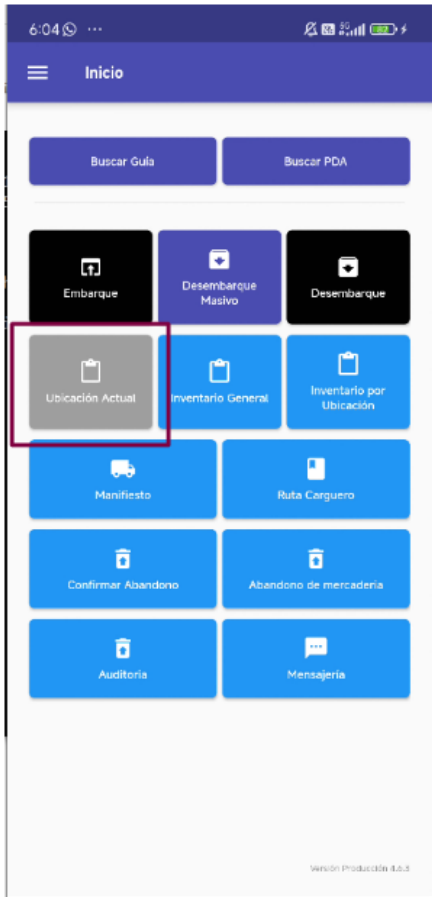 6:04
Inicio
Buscar Guía
Buscar PDA
Embarque
Desembarque
Masivo
Desembarque
Ubicación Actual
Inventario General
Inventario por
Ubicación
Manifiesto
Ruta Carguero
Confirmar Abandono
Abandono de mercadería
Auditoria
Mensajería
Versión Producción 4.6.3